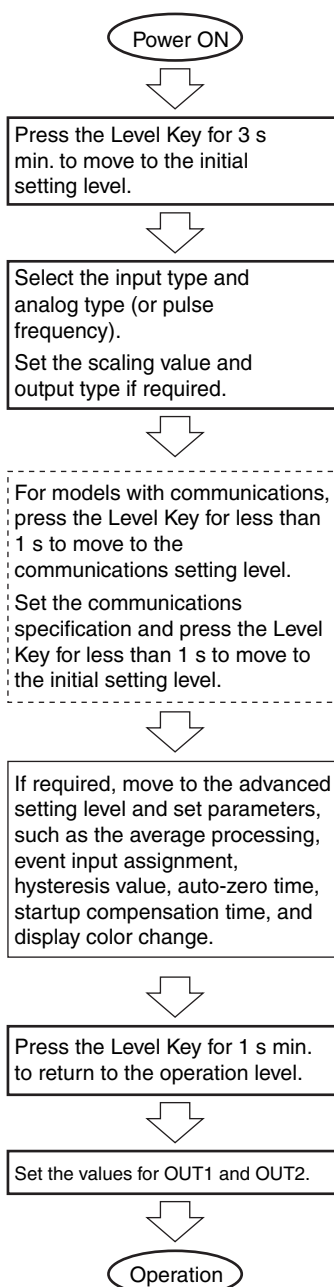 Power ON
Press the Level Key for 3 s
min. to move to the initial
setting level.
Select the input type and
analog type (or pulse
frequency).
Set the scaling value and
output type if required.
For models with communications,
press the Level Key for less than
1 s to move to the
communications setting level.
Set the communications
specification and press the Level
Key for less than 1 s to move to
the initial setting level.
If required, move to the advanced
setting level and set parameters,
such as the average processing,
event input assignment,
hysteresis value, auto-zero time,
startup compensation time, and
display color change.
Press the Level Key for 1 s min.
to return to the operation level.
Set the values for OUT1 and OUT2.
Operation